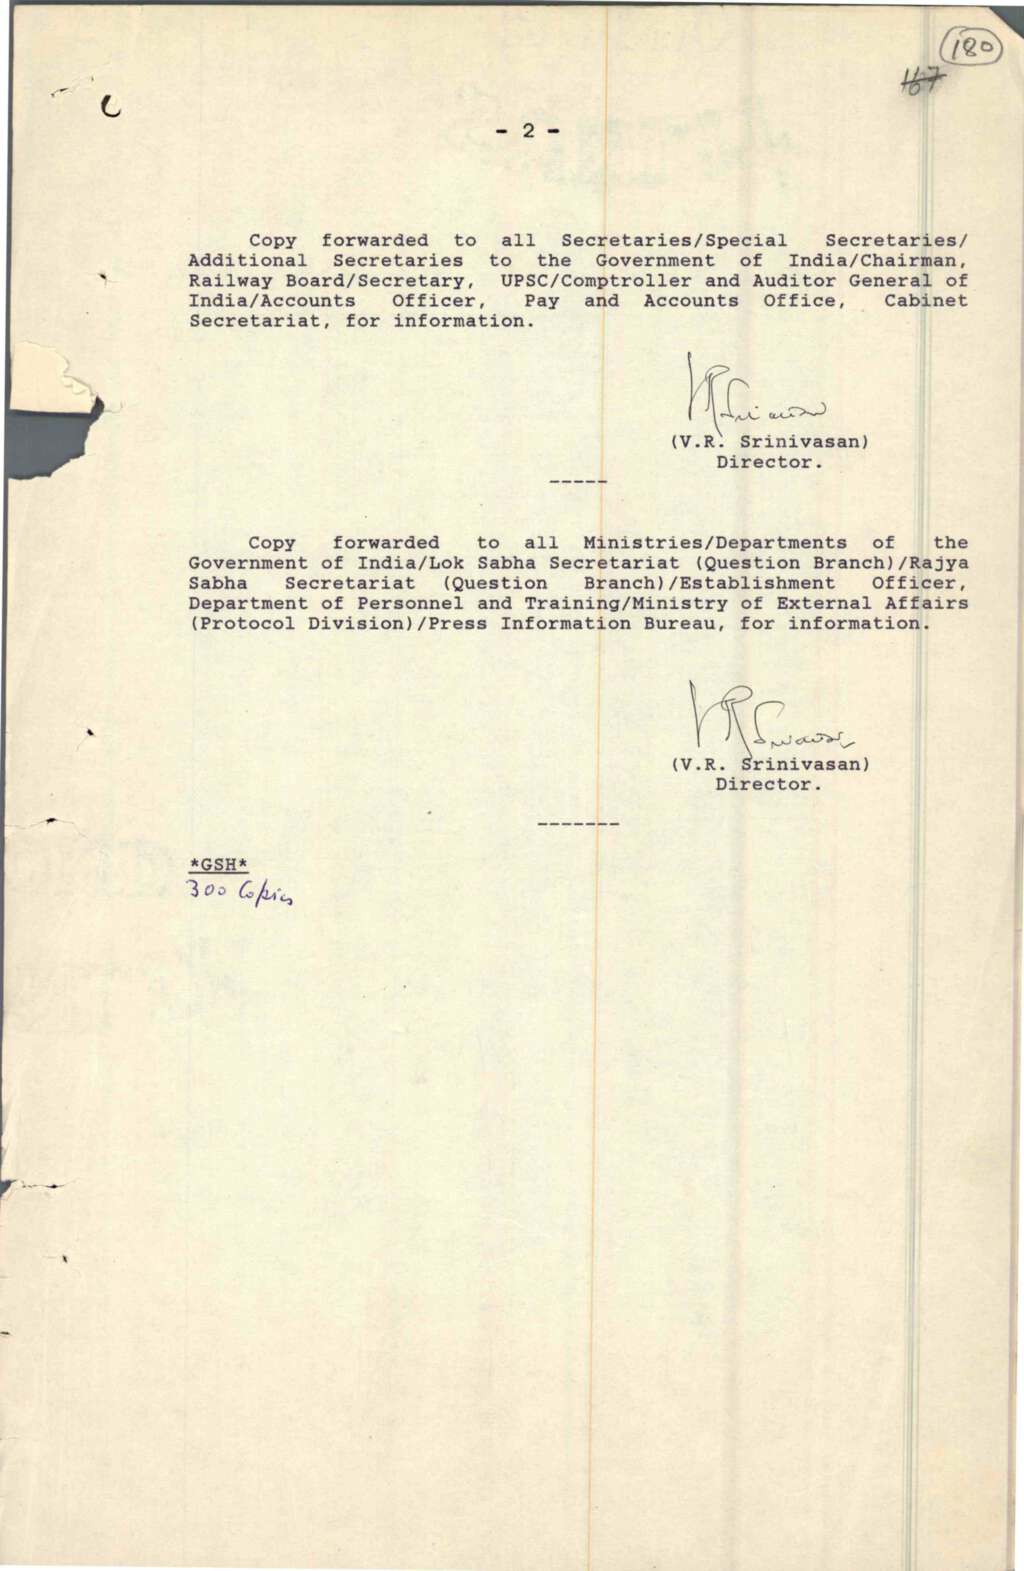 180
167
- 2 -
Copy forwarded to all Secretaries/Special Secretaries/
Additional Secretaries to the Government of India/Chairman,
Railway Board/Secretary, UPSC/Comptroller and Auditor General of
India/Accounts Officer, Pay and Accounts Office, Cabinet
Secretariat, for information.
VRSrinivasan
(V.R. Srinivasan)
Director.
-----
Copy forwarded to all Ministries/Departments of the
Government of India/Lok Sabha Secretariat (Question Branch)/Rajya
Sabha Secretariat (Question Branch)/Establishment Officer,
Department of Personnel and Training/Ministry of External Affairs
(Protocol Division)/Press Information Bureau, for information.
VRSrinivasan
(V.R. Srinivasan)
Director.
-------
*GSH*
300 Copies